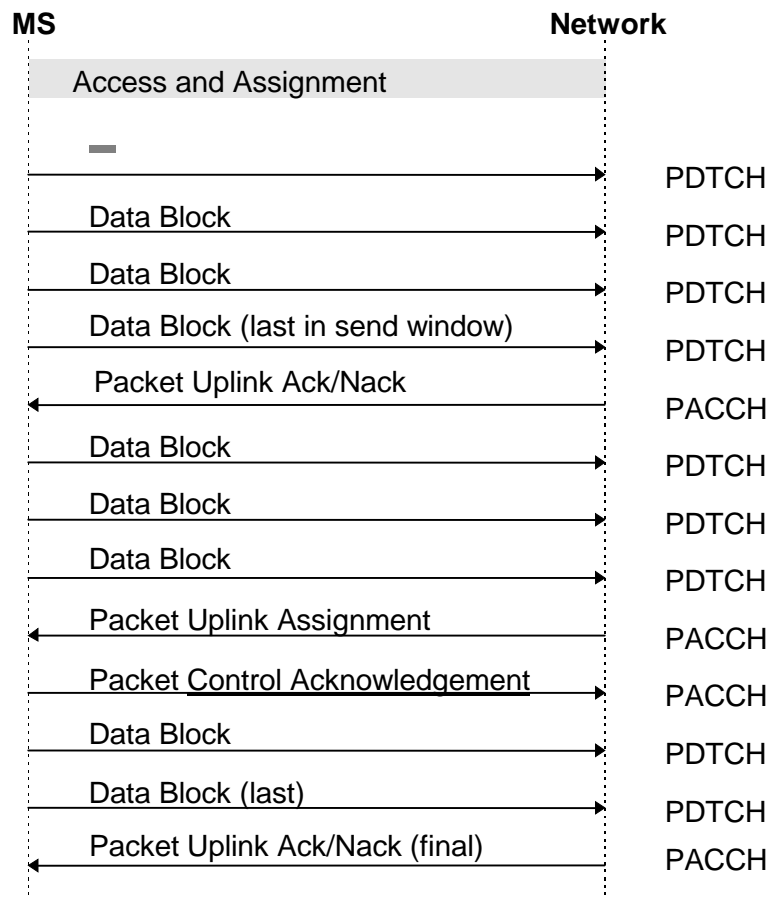 MS Network
Access and Assignment
PDTCH
Data Block
PDTCH
Data Block
PDTCH
Data Block (last in send window)
PDTCH
Packet Uplink Ack/Nack
PACCH
Data Block
PDTCH
Data Block
PDTCH
Data Block
PDTCH
Packet Uplink Assignment
PACCH
Packet Control Acknowledgement
PACCH
Data Block
PDTCH
Data Block (last)
PDTCH
Packet Uplink Ack/Nack (final)
PACCH